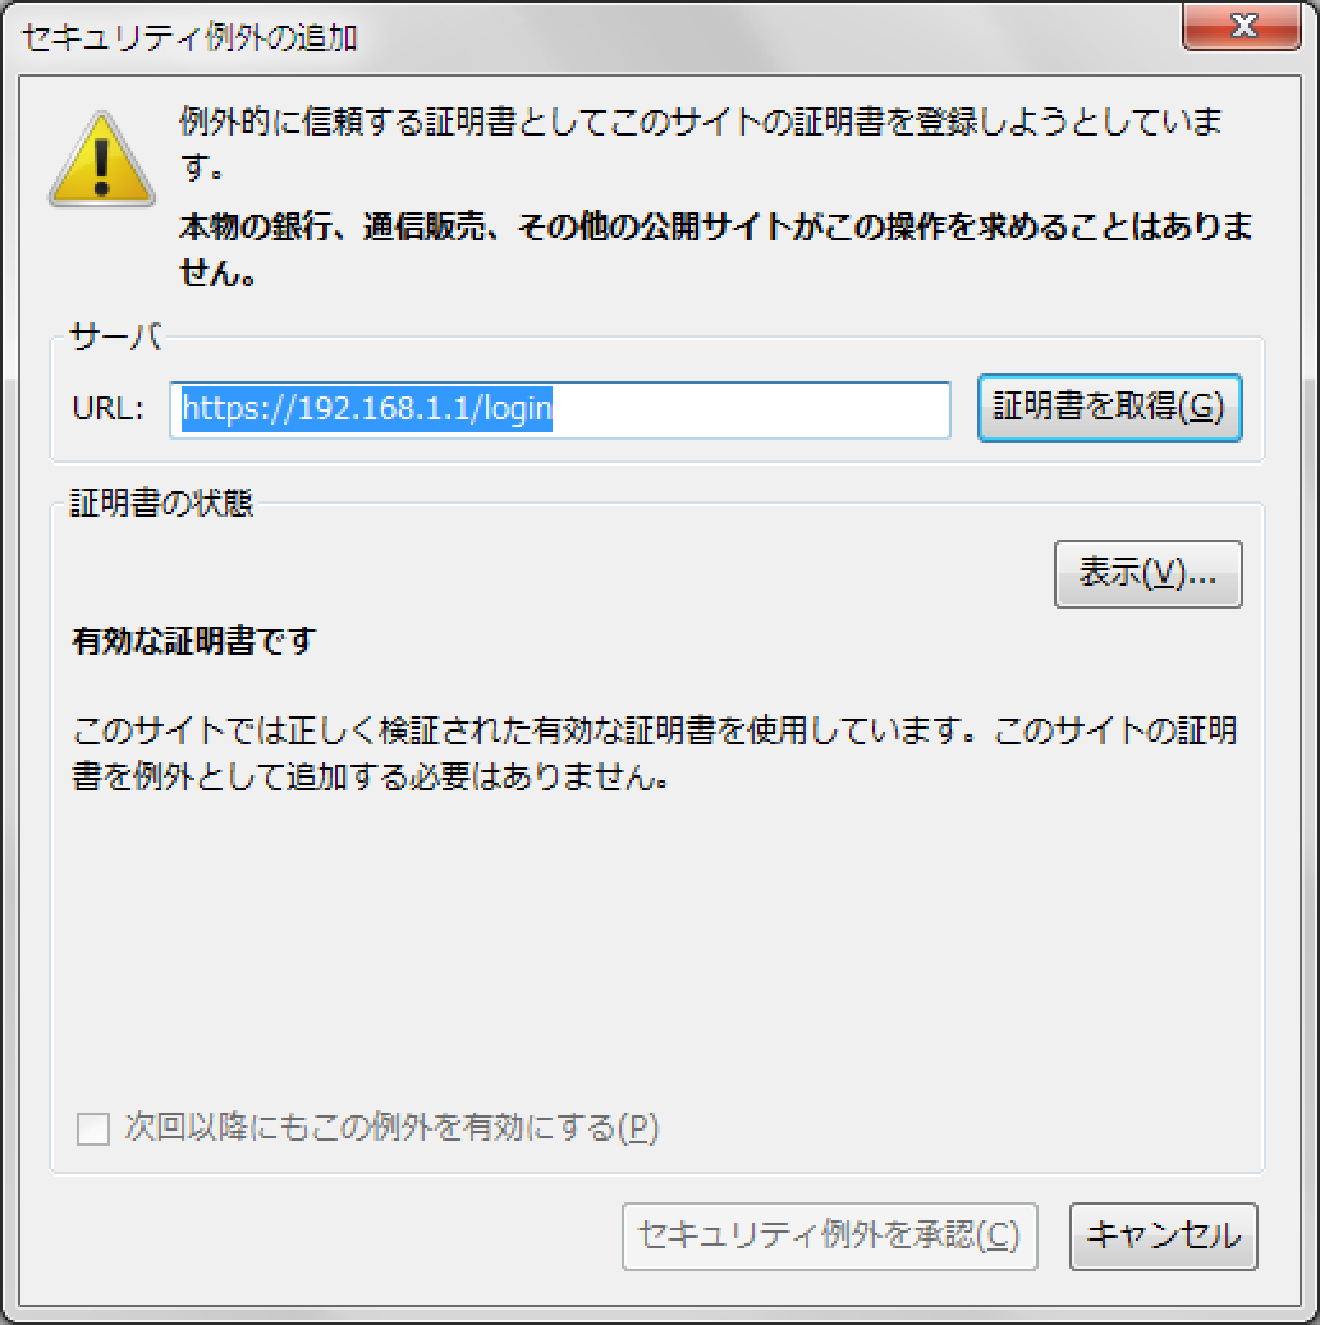 セキュリティ例外の追加
例外的に信頼する証明書としてこのサイトの証明書を登録しようとしていま
す。
本物の銀行、通信販売、その他の公開サイトがこの操作を求めることはありま
せん。
サーバ
URL: https://192.168.1.1/login 証明書を取得(G)
証明書の状態
表示(V)...
有効な証明書です
このサイトでは正しく検証された有効な証明書を使用しています。このサイトの証明
書を例外として追加する必要はありません。
次回以降にもこの例外を有効にする(P)
セキュリティ例外を承認(C) キャンセル